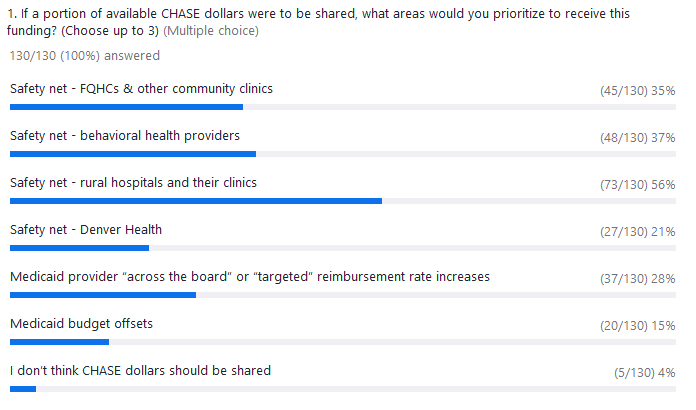 1. If a portion of available CHASE dollars were to be shared, what areas would you prioritize to receive this
funding? (Choose up to 3) (Multiple choice)
130/130 (100%) answered
Safety net - FQHCs & other community clinics (45/130) 35%
Safety net - behavioral health providers (48/130) 37%
Safety net - rural hospitals and their clinics (73/130) 56%
Safety net - Denver Health (27/130) 21%
Medicaid provider “across the board” or “targeted” reimbursement rate increases (37/130) 28%
Medicaid budget offsets (20/130) 15%
I don't think CHASE dollars should be shared (5/130) 4%